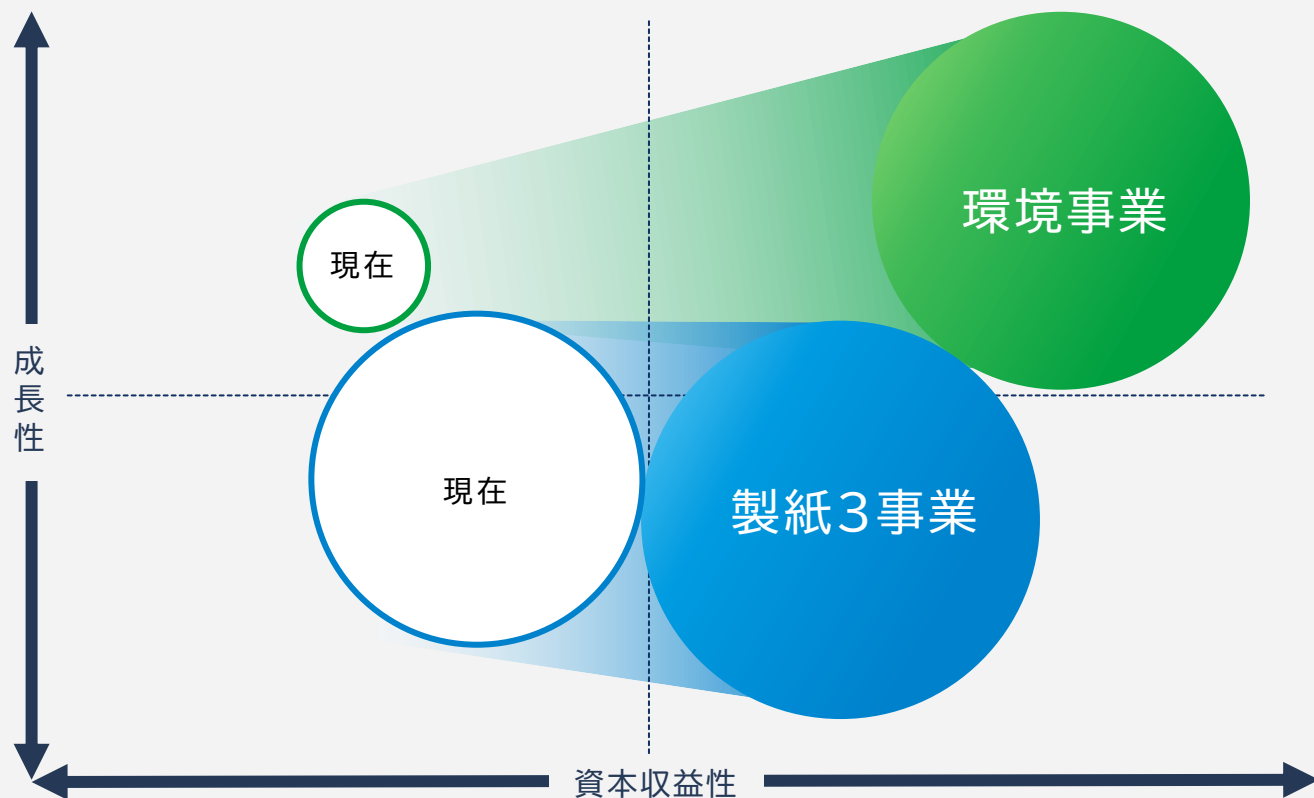 環境事業
現在
成長性
現在
製紙３事業
資本収益性